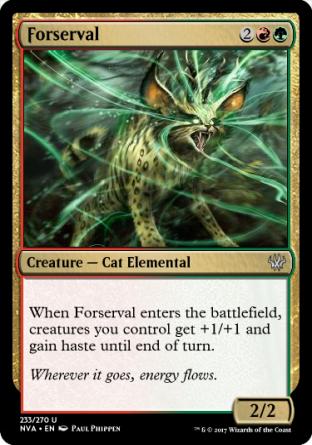 Forserval 2
Creature — Cat Elemental
When Forserval enters the battlefield,
creatures you control get +1/+1 and
gain haste until end of turn.
Wherever it goes, energy flows.
2/2
233/270 U
NVA • EN PAUL PHIPPEN ™ & © 2017 Wizards of the Coast